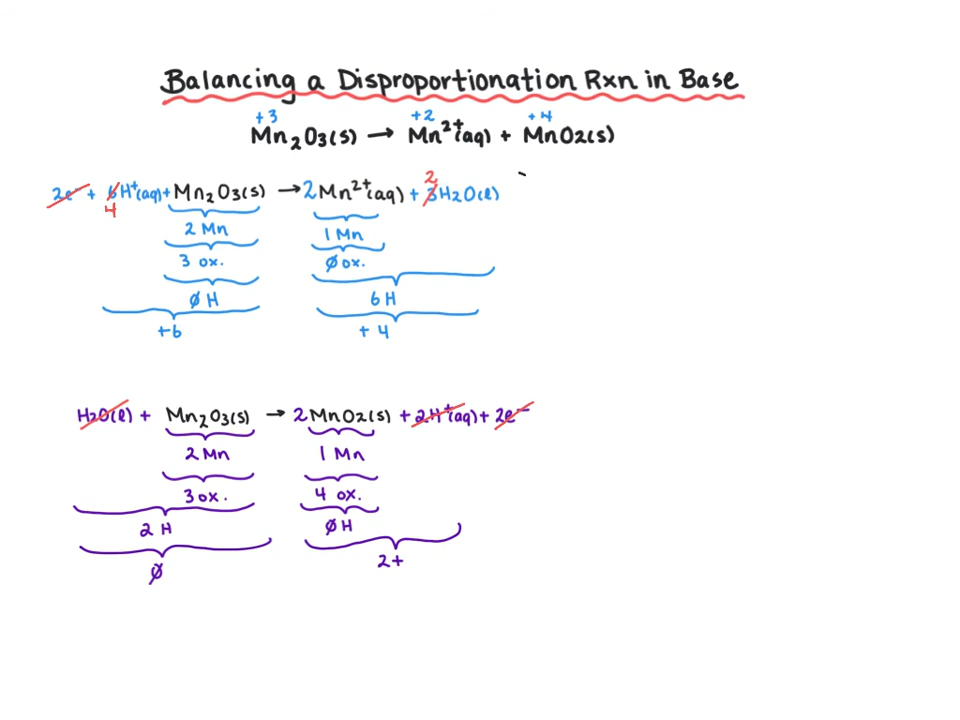 Balancing a Disproportionation Rxn in Base
+3 +2 +4
Mn2O3(s) → Mn2+(aq) + MnO2(s)
2
2e- + 6H+(aq) + Mn2O3(s) → 2Mn2+(aq) + 3H2O(l)
4
2 Mn 1 Mn
3 ox. ∅ ox.
∅ H 6 H
+6 +4
H2O(l) + Mn2O3(s) → 2MnO2(s) + 2H+(aq) + 2e-
2 Mn 1 Mn
3 ox. 4 ox.
2 H ∅ H
∅ 2+